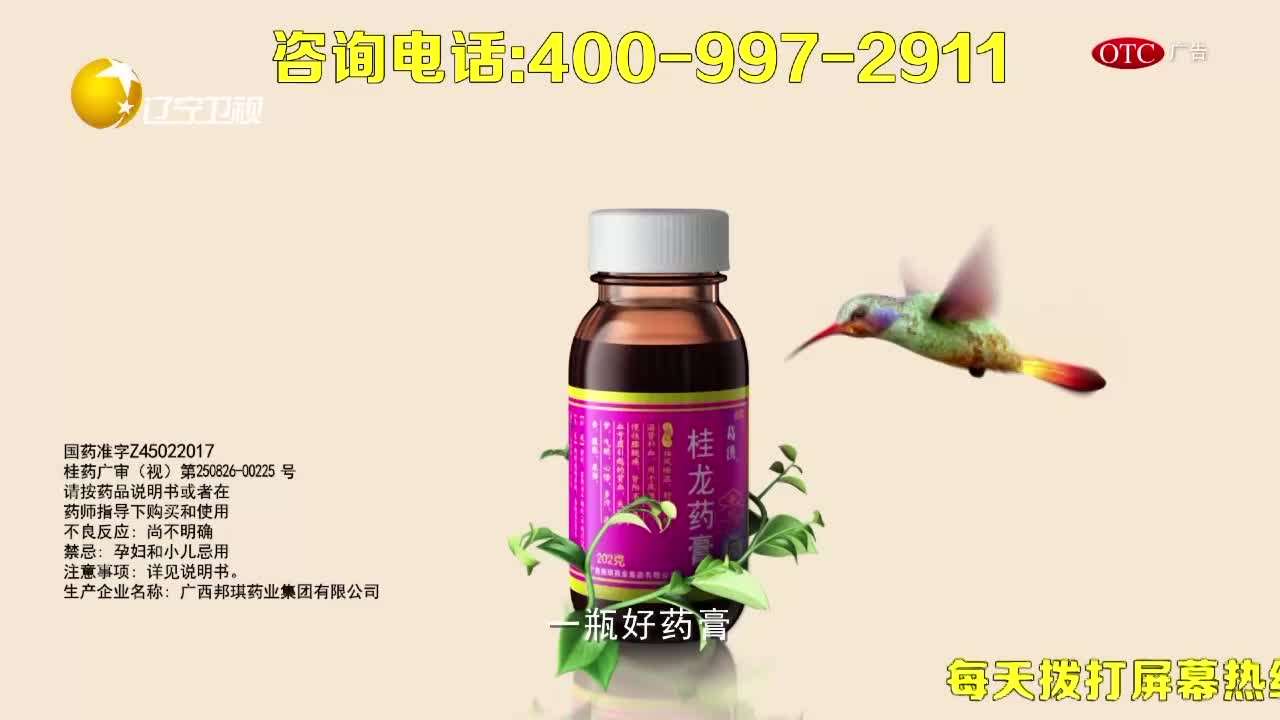 咨询电话:400-997-2911
OTC 广告
辽宁卫视
国药准字Z45022017
桂药广审（视）第250826-00225 号
请按药品说明书或者在
药师指导下购买和使用
不良反应：尚不明确
禁忌：孕妇和小儿忌用
注意事项：详见说明书。
生产企业名称：广西邦琪药业集团有限公司
桂龙药膏
202克
一瓶好药膏
每天拨打屏幕热线